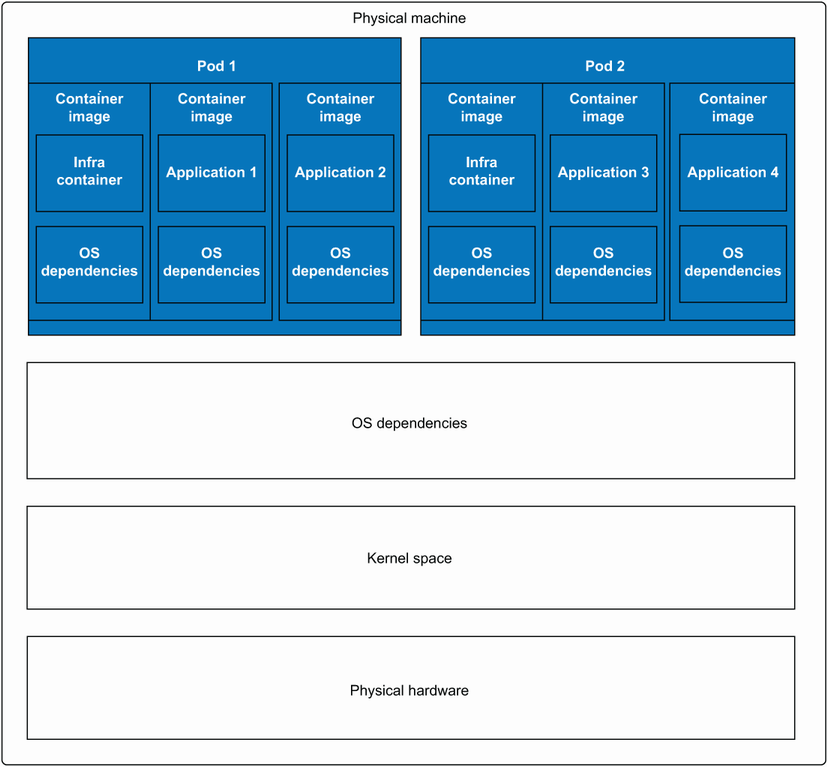 Physical machine
Pod 1
Pod 2
Container
image
Container
image
Container
image
Container
image
Container
image
Container
image
Infra
container
Application 1
Application 2
Infra
container
Application 3
Application 4
OS
dependencies
OS
dependencies
OS
dependencies
OS
dependencies
OS
dependencies
OS
dependencies
OS dependencies
Kernel space
Physical hardware